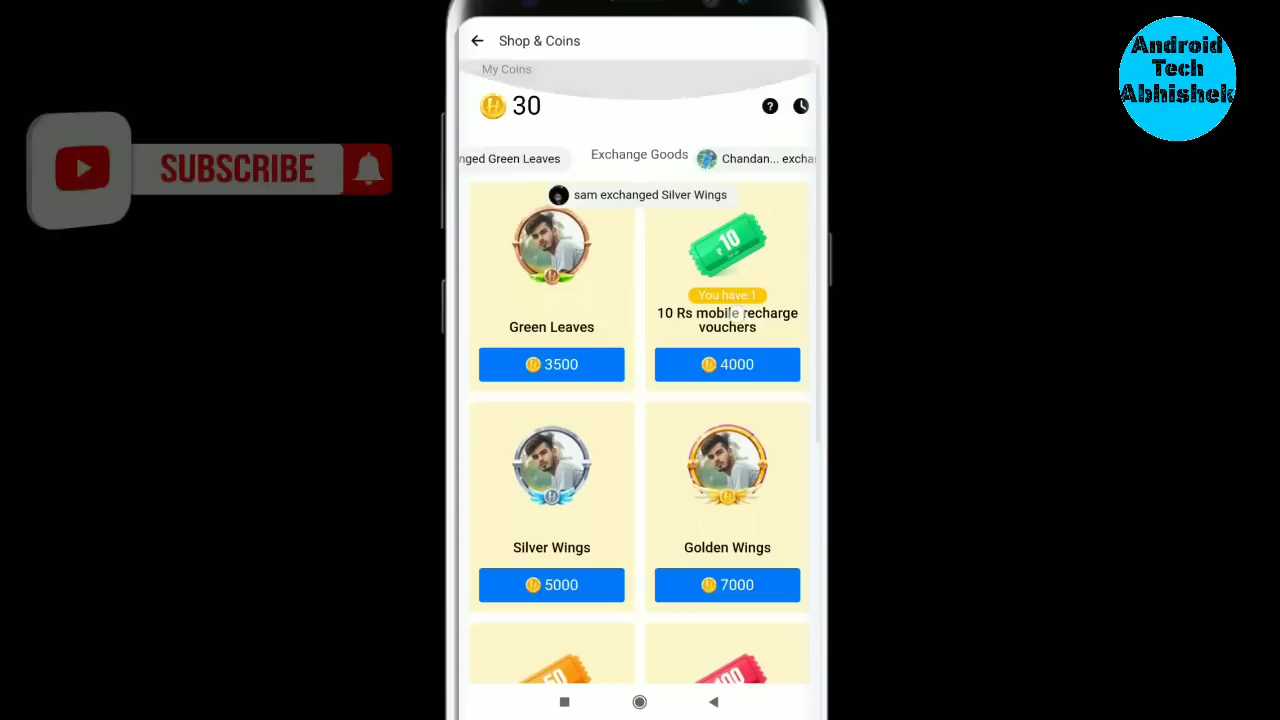 Shop & Coins
My Coins
30
?
nged Green Leaves
Exchange Goods
Chandan... excha
sam exchanged Silver Wings
Green Leaves
3500
₹10
You have:1
10 Rs mobile recharge
vouchers
4000
Silver Wings
5000
Golden Wings
7000
50
100
SUBSCRIBE
Android
Tech
Abhishek